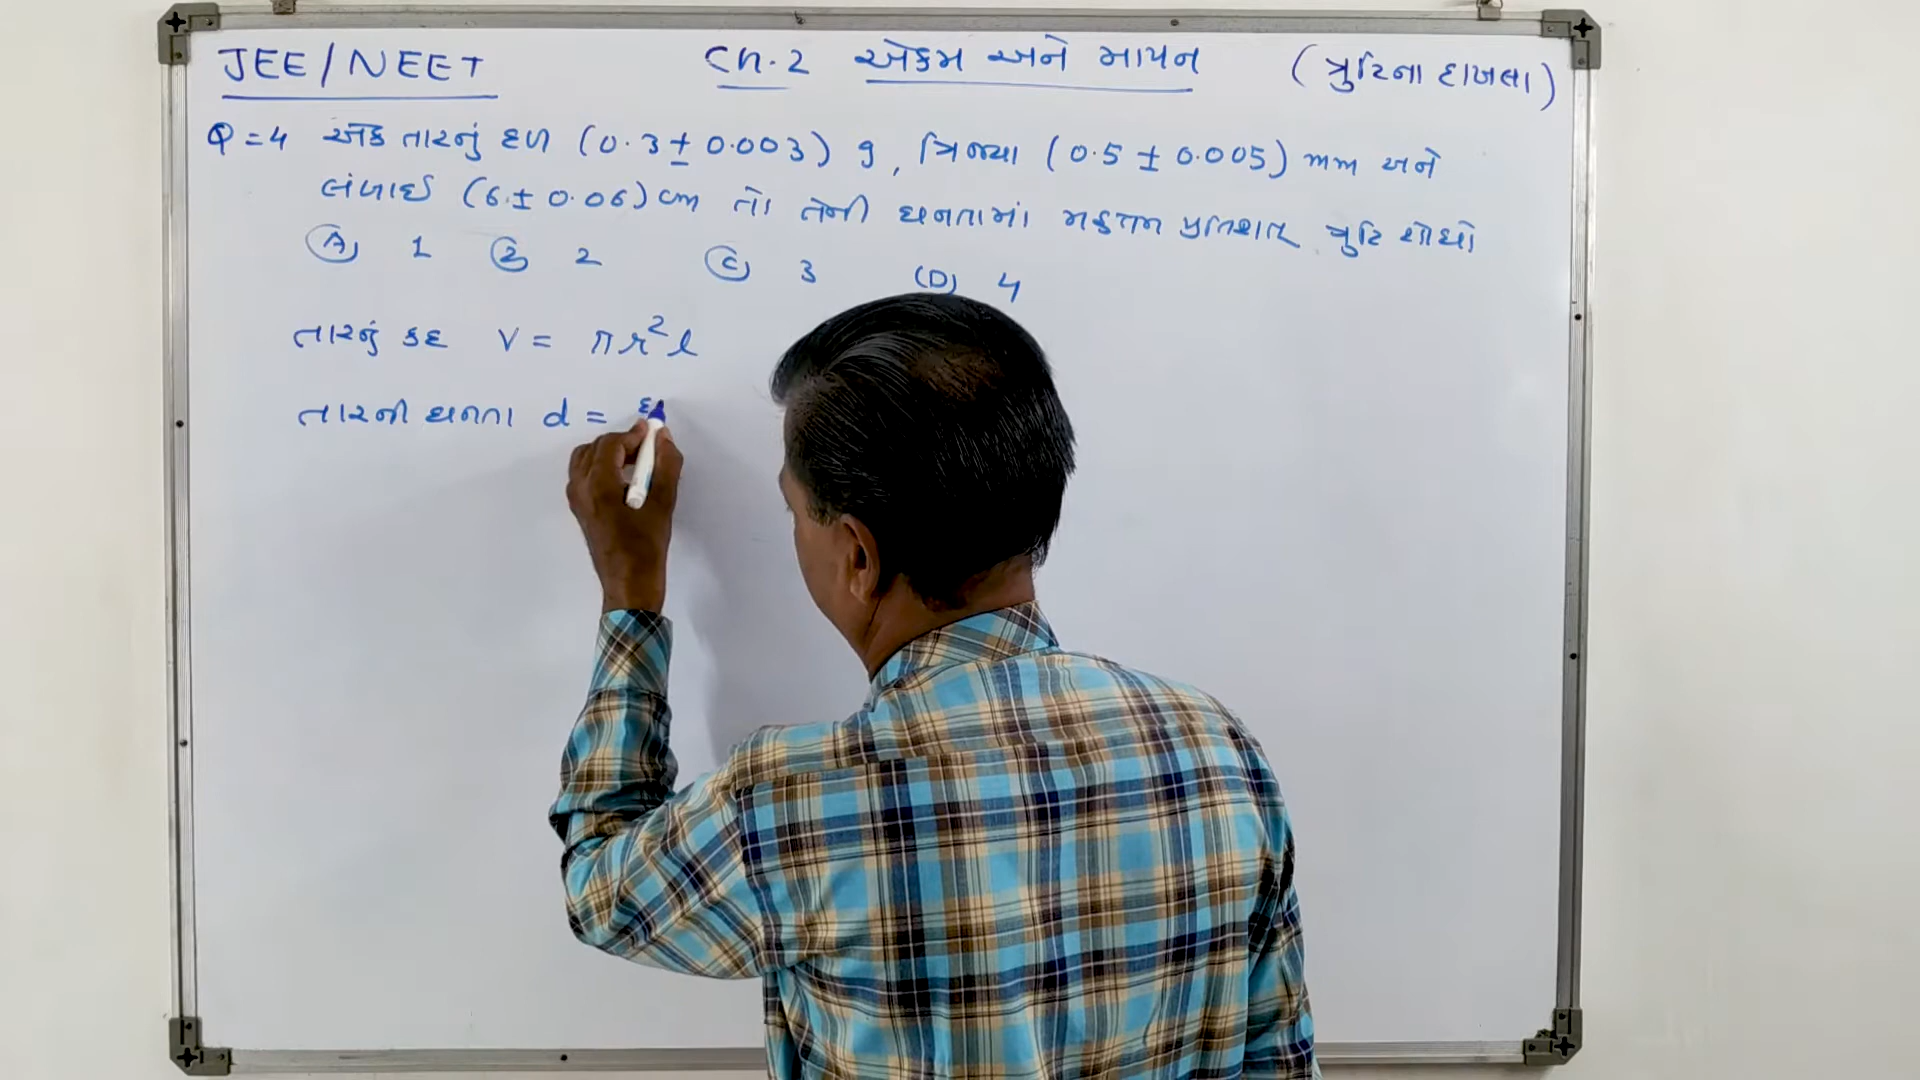 JEE/NEET Ch.2 એકમ અને માપન (ત્રુટિના દાખલા)
Q=4 એક તારનું દળ (0.3 ± 0.003) g, ત્રિજ્યા (0.5 ± 0.005) mm અને
લંબાઈ (6 ± 0.06) cm તો તેની ઘનતામાં મહત્તમ પ્રતિશત ત્રુટિ શોધો
(A) 1 (B) 2 (C) 3 (D) 4
તારનું કદ V = πr²l
તારની ઘનતા d =